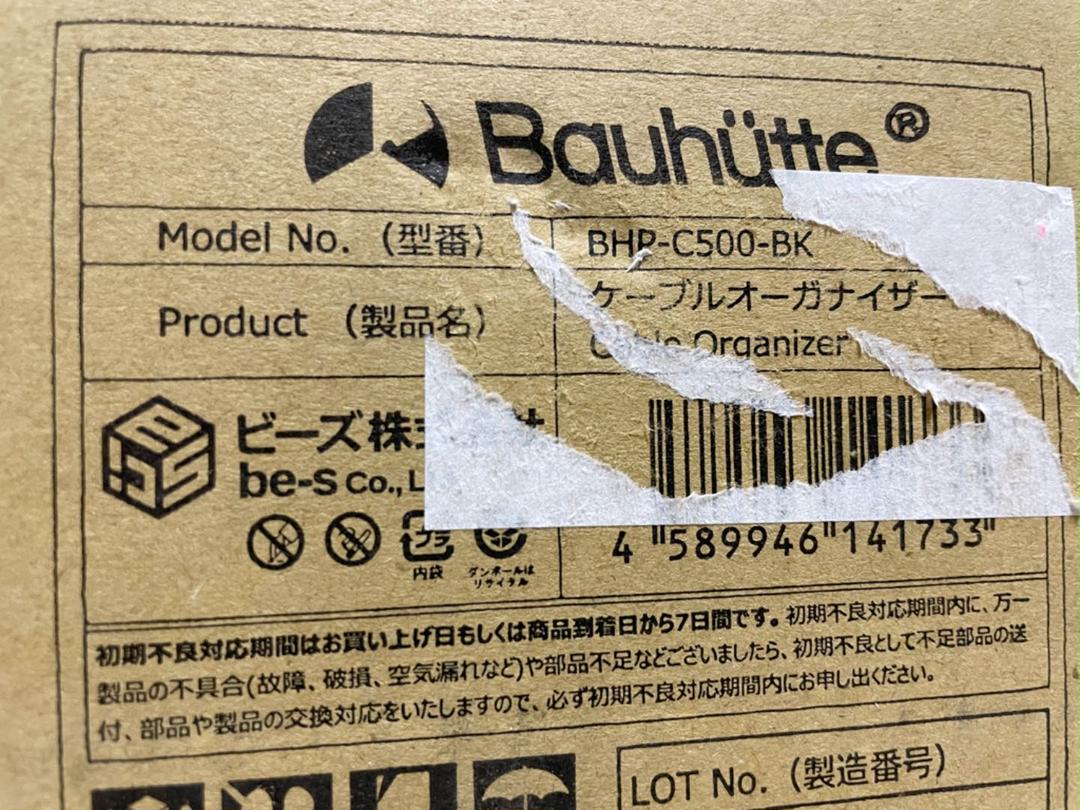 Bauhütte®
Model No.（型番）
BHP-C500-BK
Product （製品名）
ケーブルオーガナイザー
Organizer
ビーズ株
be-s Co., L
内袋
プラ
ダンボールは
リサイクル
4 "589946"141733"
初期不良対応期間はお買い上げ日もしくは商品到着日から7日間です。初期不良対応期間内に、万一
製品の不具合(故障、破損、空気漏れなど)や部品不足などございましたら、初期不良として不足部品の送
付、部品や製品の交換対応をいたしますので、必ず初期不良対応期間内にお申し出ください。
LOT No.（製造番号）